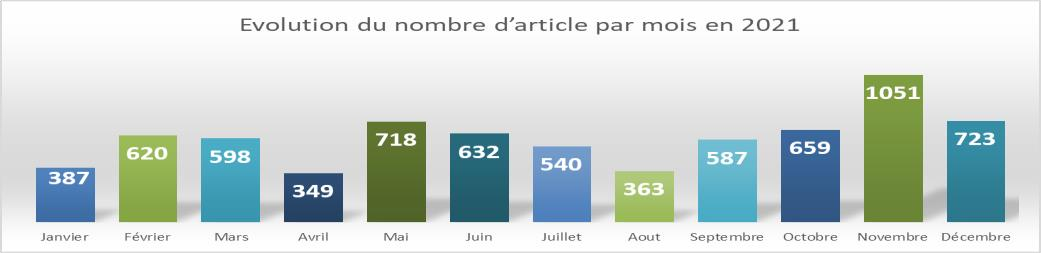 Evolution du nombre d’article par mois en 2021
387 620 598 349 718 632 540 363 587 659 1051 723
Janvier Février Mars Avril Mai Juin Juillet Aout Septembre Octobre Novembre Décembre